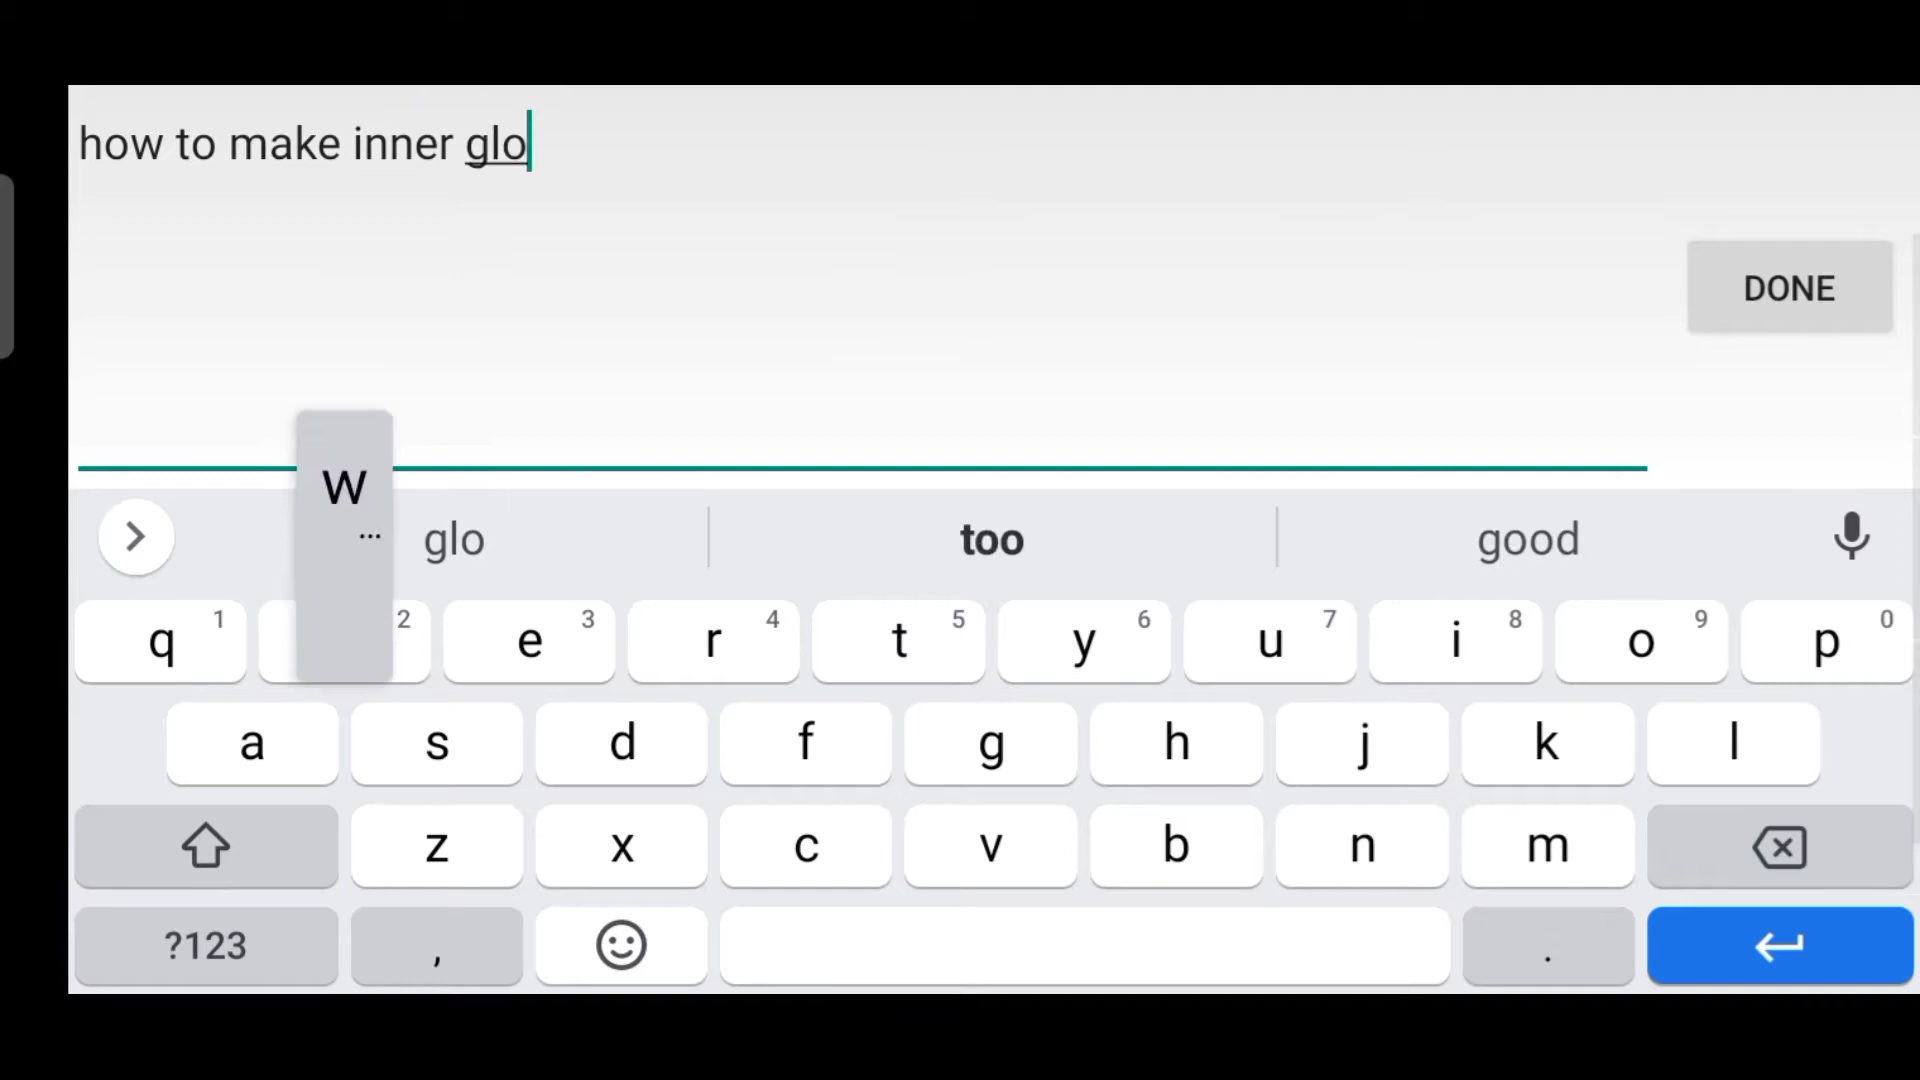 how to make inner glo
DONE
w
...
glo too good
q 1 2 e 3 r 4 t 5 y 6 u 7 i 8 o 9 p 0
a s d f g h j k l
z x c v b n m
?123 , .